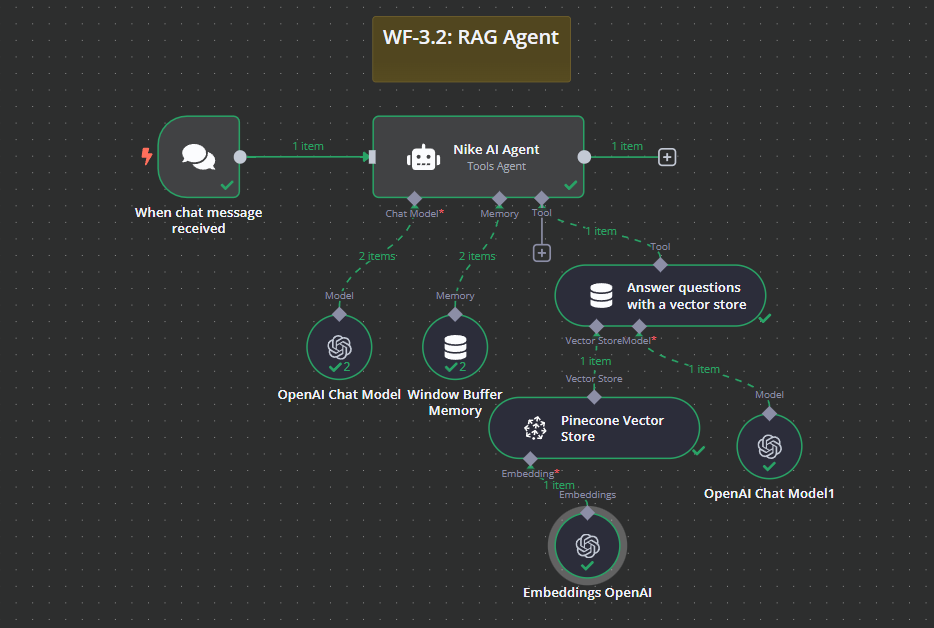 WF-3.2: RAG Agent
1 item
Nike AI Agent
Tools Agent
1 item
When chat message
received
Chat Model*
Memory
Tool
1 item
Tool
2 items
2 items
Model
Memory
Answer questions
with a vector store
Vector Store
Model*
2
2
1 item
1 item
OpenAI Chat Model
Window Buffer
Memory
Vector Store
Model
Pinecone Vector
Store
Embedding*
1 item
Embeddings
OpenAI Chat Model1
Embeddings OpenAI